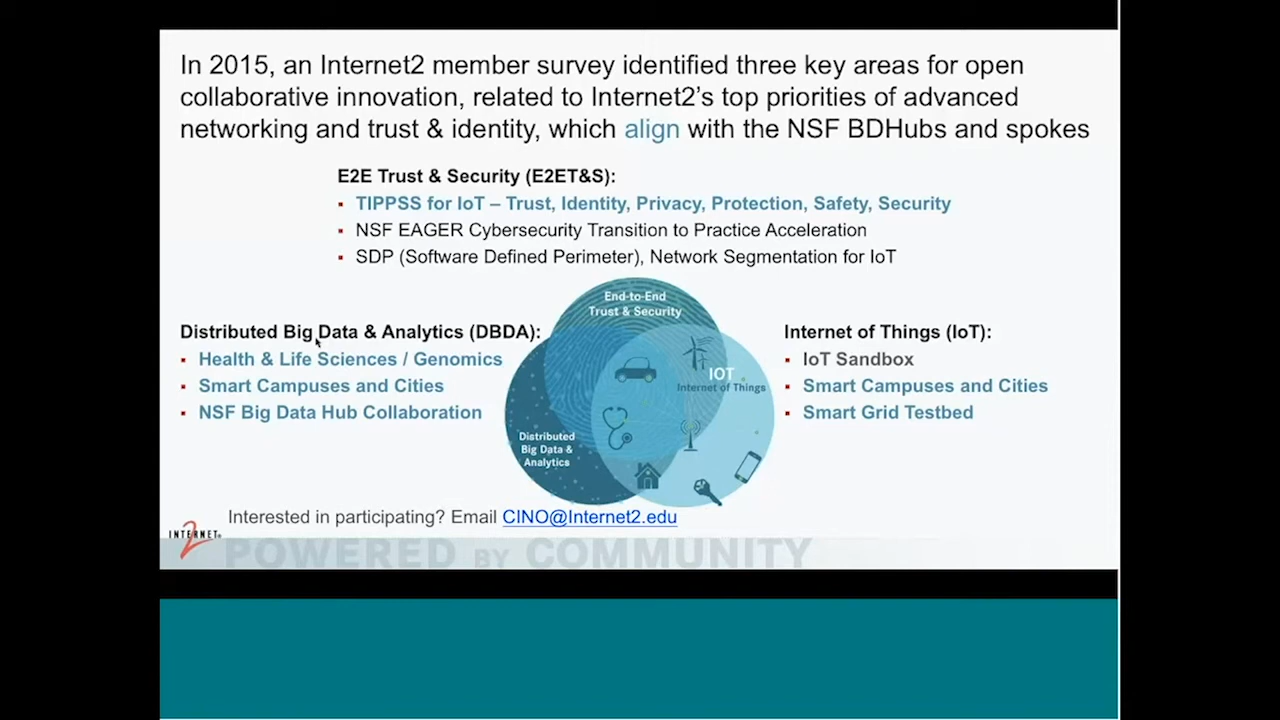 In 2015, an Internet2 member survey identified three key areas for open
collaborative innovation, related to Internet2's top priorities of advanced
networking and trust & identity, which align with the NSF BDHubs and spokes
E2E Trust & Security (E2ET&S):
▪ TIPPSS for IoT – Trust, Identity, Privacy, Protection, Safety, Security
▪ NSF EAGER Cybersecurity Transition to Practice Acceleration
▪ SDP (Software Defined Perimeter), Network Segmentation for IoT
Distributed Big Data & Analytics (DBDA):
▪ Health & Life Sciences / Genomics
▪ Smart Campuses and Cities
▪ NSF Big Data Hub Collaboration
End-to-End
Trust & Security
IOT
Internet of Things
Distributed
Big Data &
Analytics
Internet of Things (IoT):
▪ IoT Sandbox
▪ Smart Campuses and Cities
▪ Smart Grid Testbed
Interested in participating? Email CINO@Internet2.edu
INTERNET2®
POWERED BY COMMUNITY